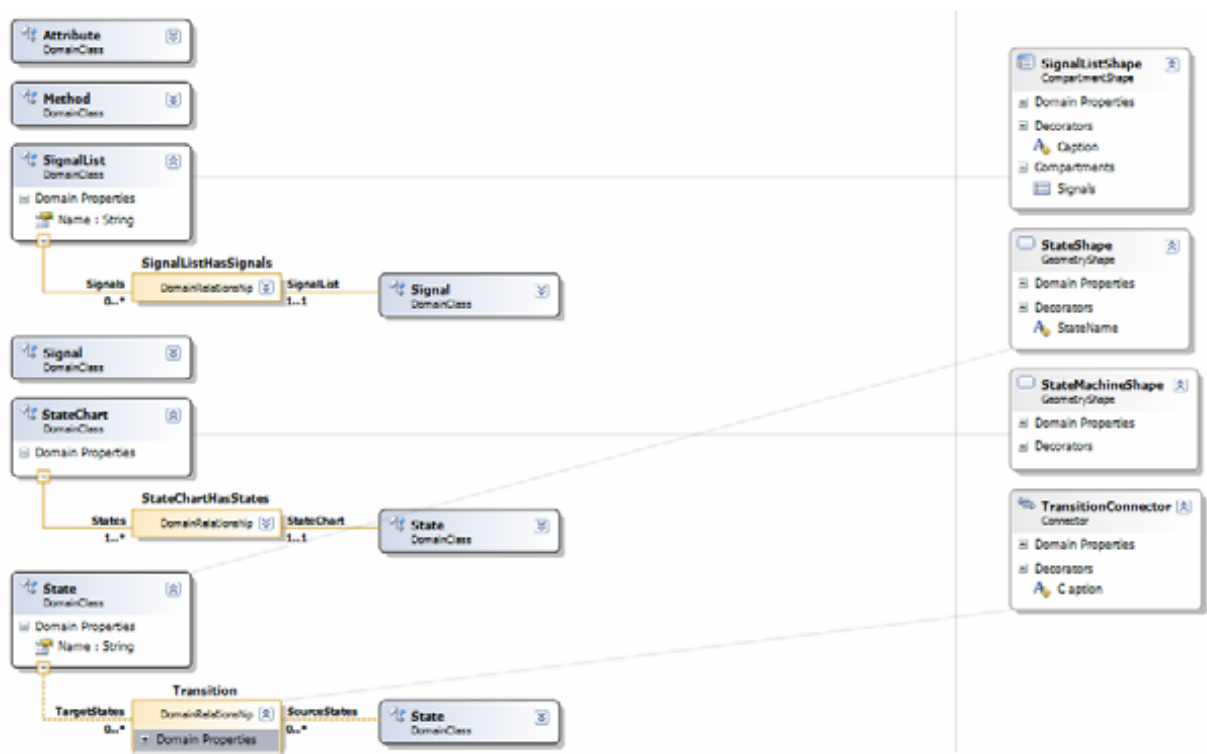 Attribute
DomainClass
Method
DomainClass
SignalList
DomainClass
Domain Properties
Name : String
SignalListHasSignals
Signals
0..*
DomainRelationship
SignalList
1..1
Signal
DomainClass
Signal
DomainClass
StateChart
DomainClass
Domain Properties
StateChartHasStates
States
1..*
DomainRelationship
StateChart
1..1
State
DomainClass
State
DomainClass
Domain Properties
Name : String
Transition
TargetStates
0..*
DomainRelationship
Domain Properties
SourceStates
0..*
State
DomainClass
SignalListShape
CompartmentShape
Domain Properties
Decorators
Caption
Compartments
Signals
StateShape
GeometryShape
Domain Properties
Decorators
StateName
StateMachineShape
GeometryShape
Domain Properties
Decorators
TransitionConnector
Connector
Domain Properties
Decorators
Caption